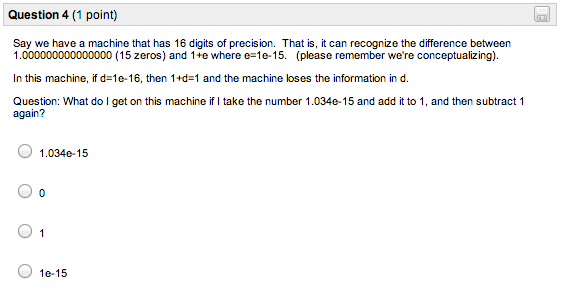 Question 4 (1 point)
Say we have a machine that has 16 digits of precision.  That is, it can recognize the difference between
1.000000000000000 (15 zeros) and 1+e where e=1e-15.   (please remember we're conceptualizing).
In this machine, if d=1e-16, then 1+d=1 and the machine loses the information in d.
Question: What do I get on this machine if I take the number 1.034e-15 and add it to 1, and then subtract 1
again?
1.034e-15
0
1
1e-15